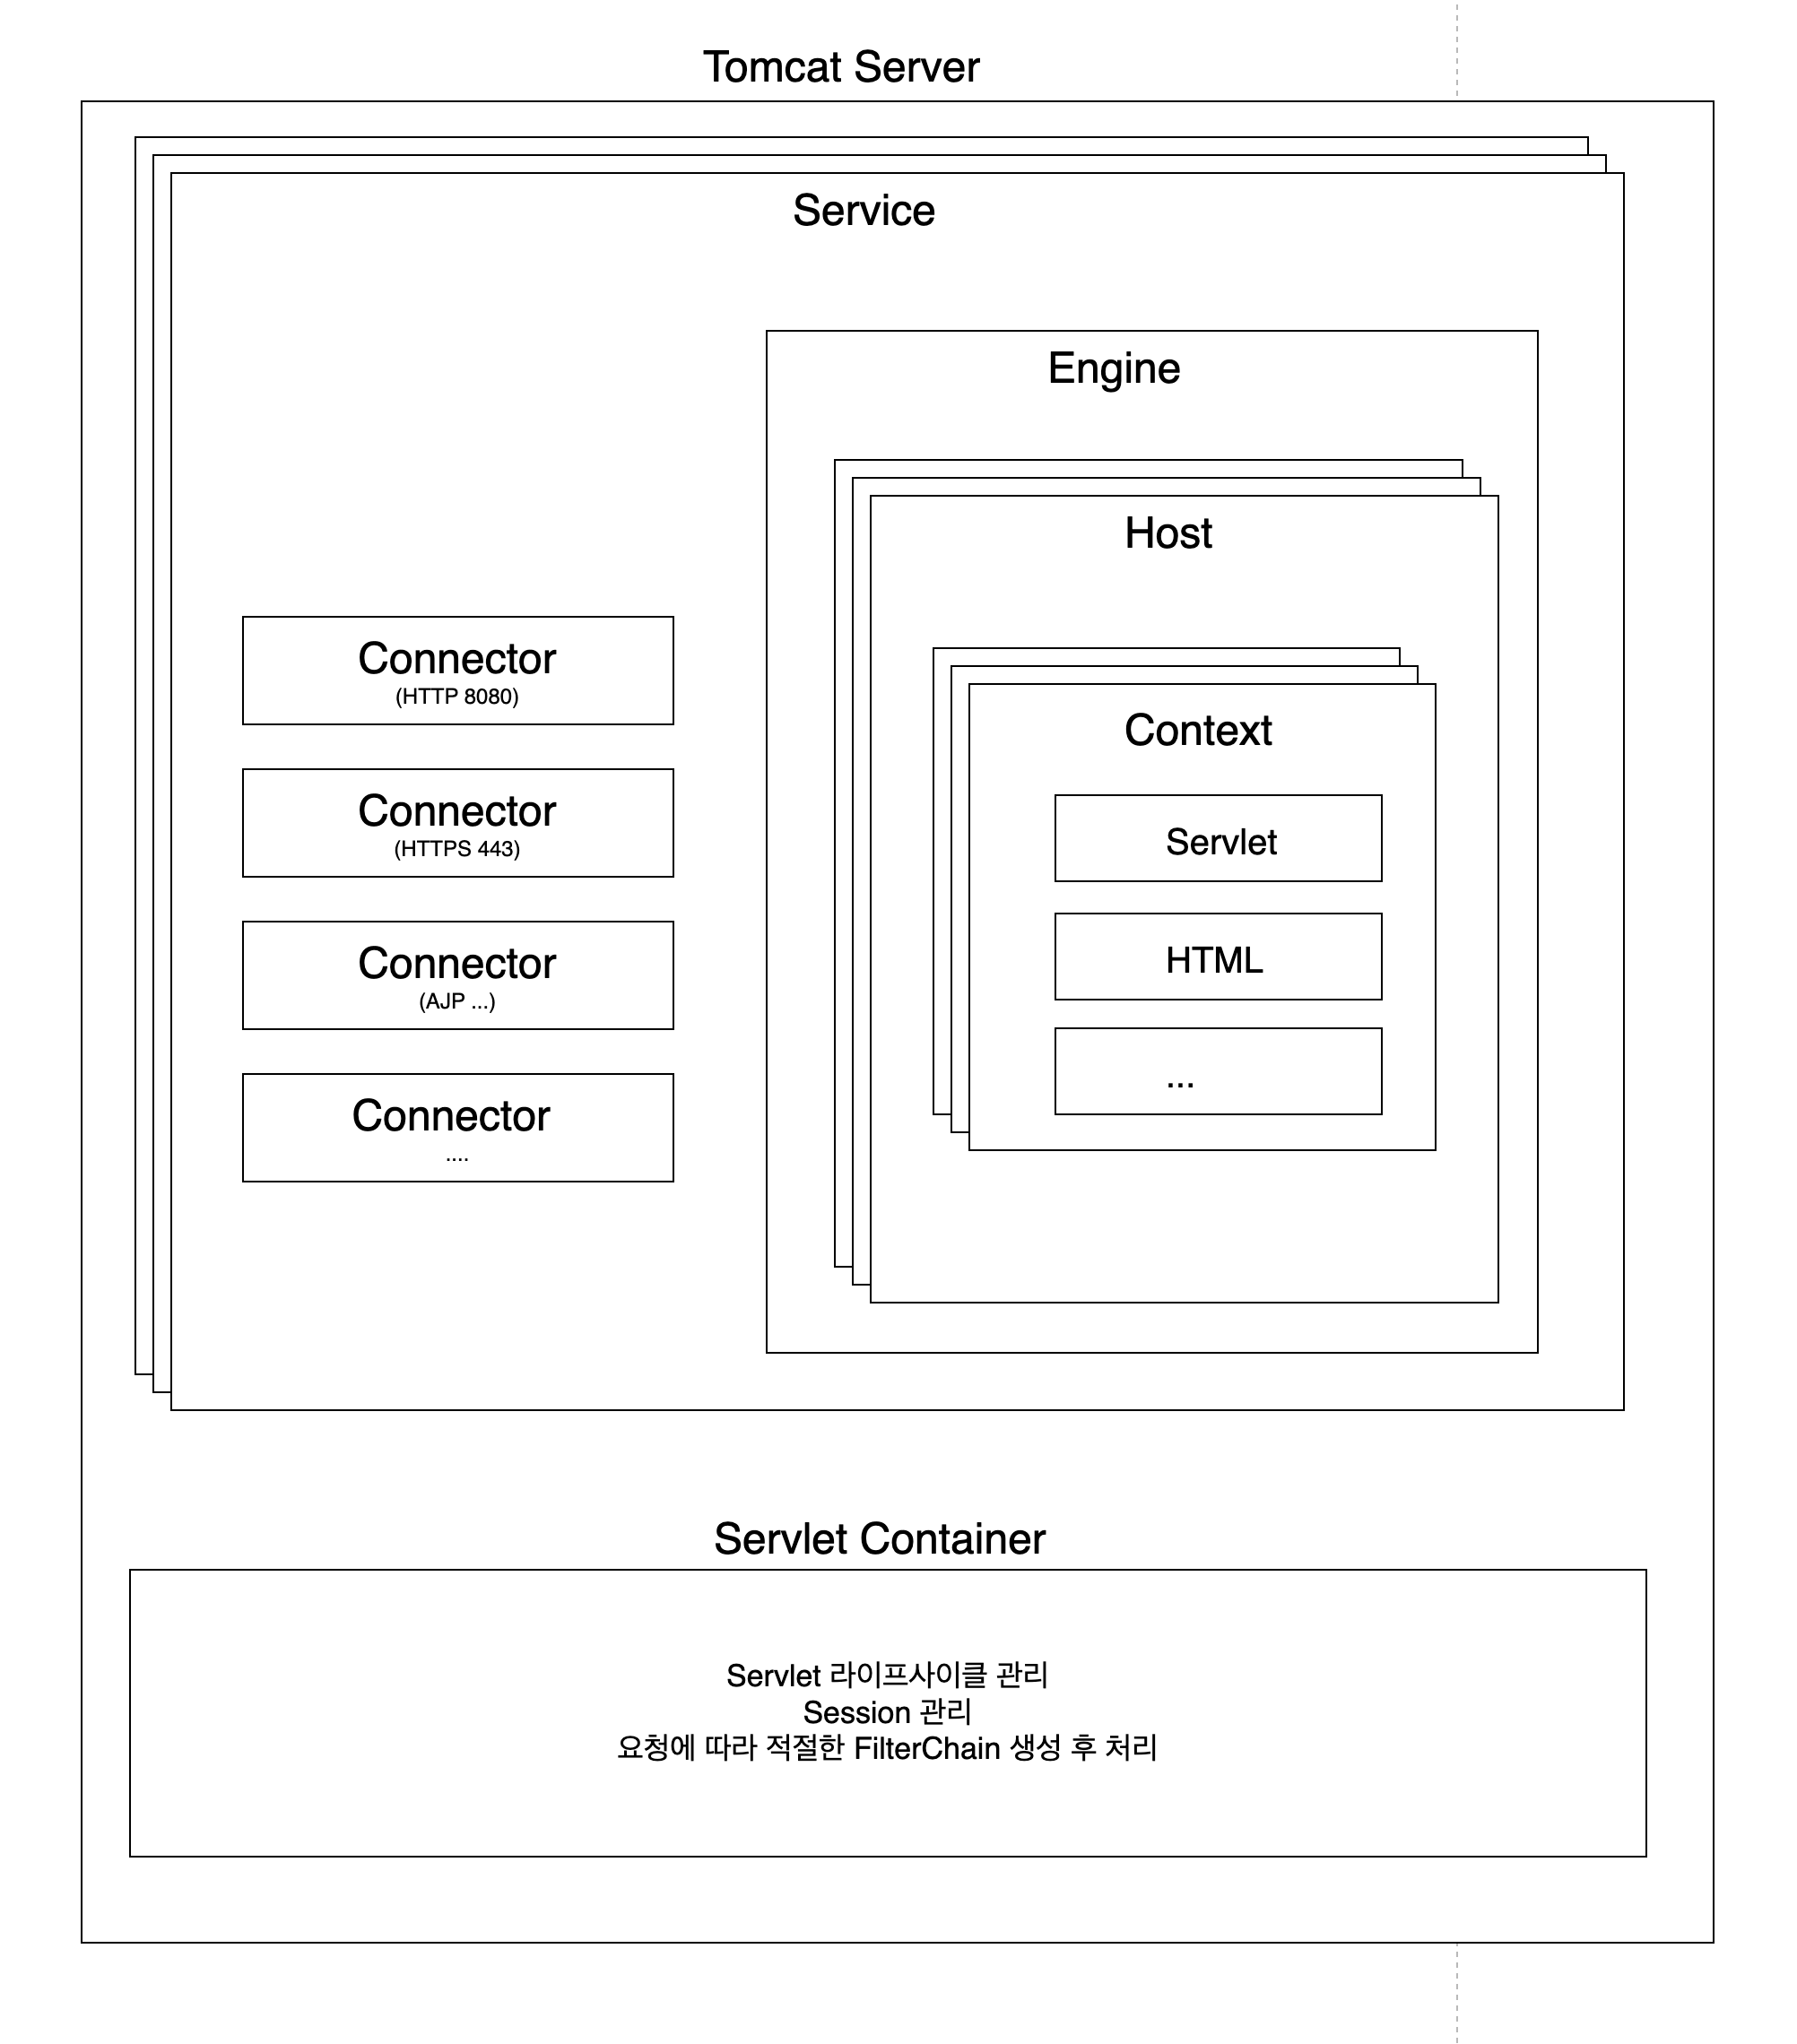 Tomcat Server
Service
Engine
Host
Connector
(HTTP 8080)
Connector
(HTTPS 443)
Connector
(AJP ...)
Connector
....
Context
Servlet
HTML
...
Servlet Container
Servlet 라이프사이클 관리
Session 관리
요청에 따라 적절한 FilterChain 생성 후 처리